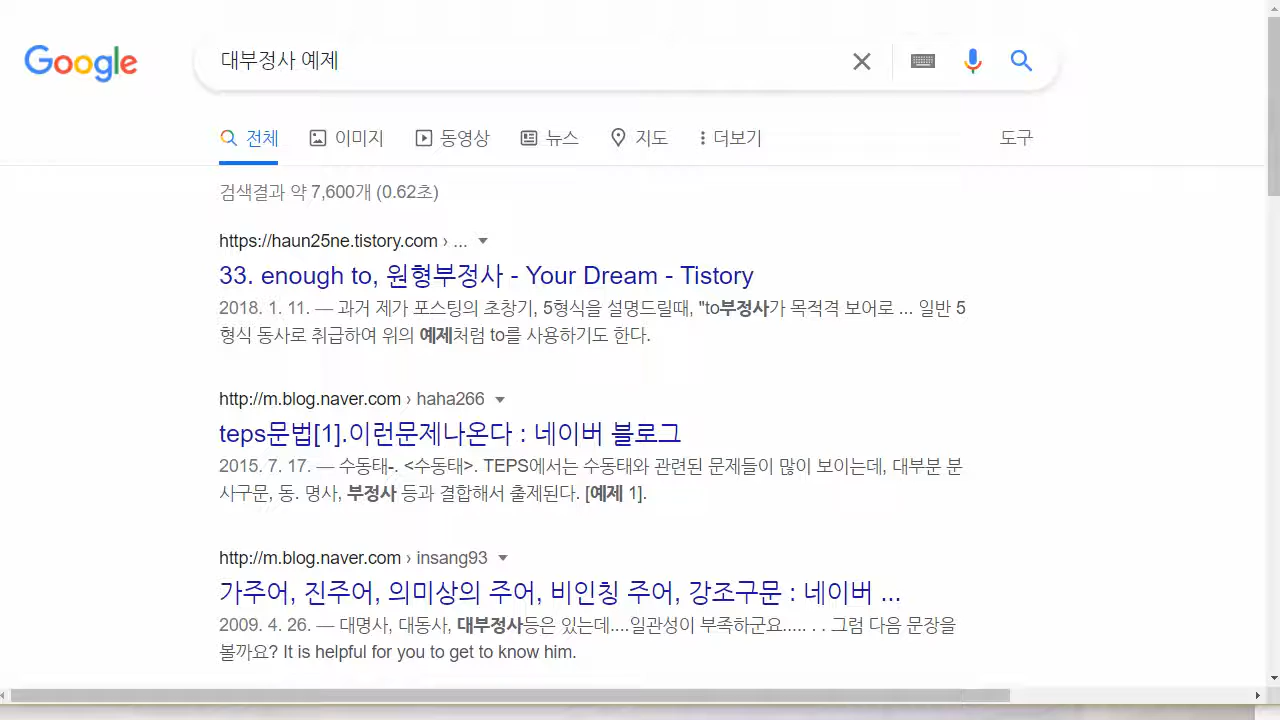 Google
대부정사 예제
전체 이미지 동영상 뉴스 지도 더보기 도구
검색결과 약 7,600개 (0.62초)
https://haun25ne.tistory.com › ...
33. enough to, 원형부정사 - Your Dream - Tistory
2018. 1. 11. — 과거 제가 포스팅의 초창기, 5형식을 설명드릴때, "to부정사가 목적격 보어로 ... 일반 5
형식 동사로 취급하여 위의 예제처럼 to를 사용하기도 한다.
http://m.blog.naver.com › haha266
teps문법[1].이런문제나온다 : 네이버 블로그
2015. 7. 17. — 수동태-. <수동태>. TEPS에서는 수동태와 관련된 문제들이 많이 보이는데, 대부분 분
사구문, 동. 명사, 부정사 등과 결합해서 출제된다. [예제 1].
http://m.blog.naver.com › insang93
가주어, 진주어, 의미상의 주어, 비인칭 주어, 강조구문 : 네이버 ...
2009. 4. 26. — 대명사, 대동사, 대부정사등은 있는데....일관성이 부족하군요..... . . 그럼 다음 문장을
볼까요? It is helpful for you to get to know him.